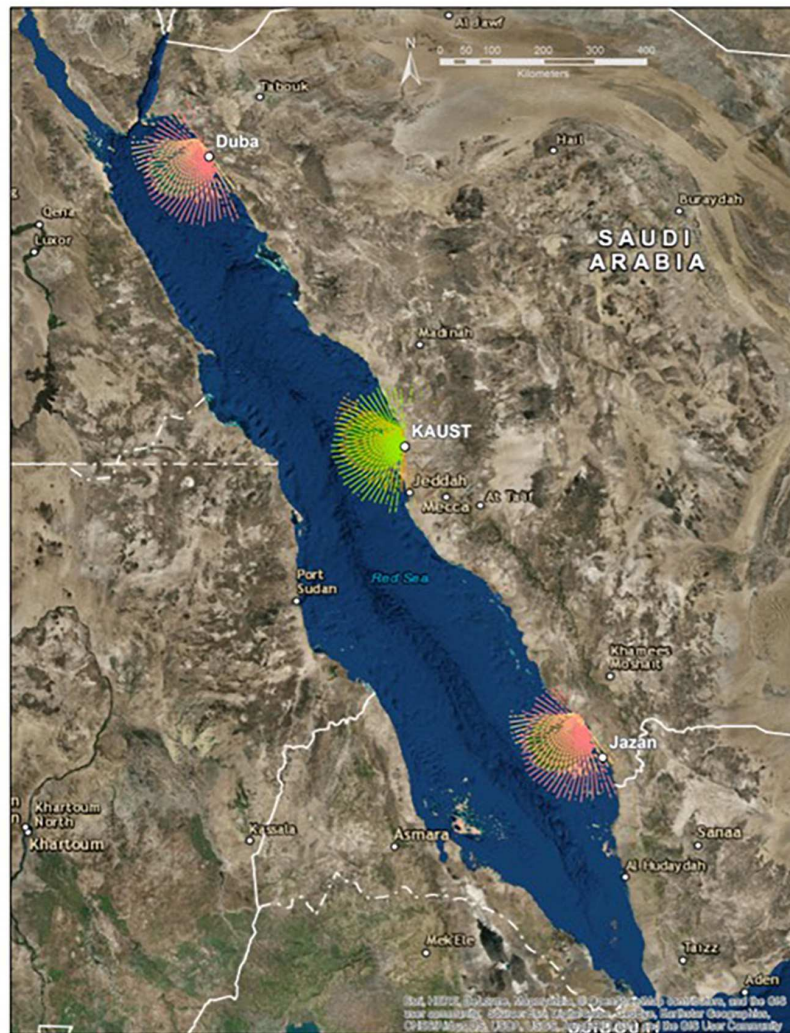 Al Jawf
N
0 50 100 200 300 400
Kilometers
Tabouk
Duba
Hail
Qena
Buraydah
Luxor
SAUDI
ARABIA
Madinah
KAUST
Jeddah
Mecca
At Ta'if
Port
Sudan
Red Sea
Khamees
Moshait
Jazan
Khartoum
North
Khartoum
Kassala
Asmara
Sanaa
Al Hudaydah
Mek'Ele
Taizz
Aden